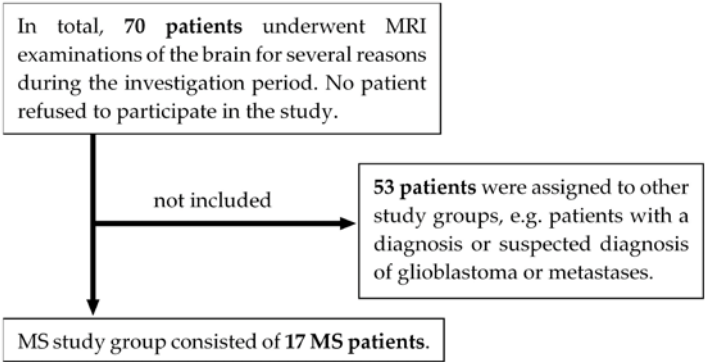 In total, 70 patients underwent MRI
examinations of the brain for several reasons
during the investigation period. No patient
refused to participate in the study.
not included
53 patients were assigned to other
study groups, e.g. patients with a
diagnosis or suspected diagnosis
of glioblastoma or metastases.
MS study group consisted of 17 MS patients.